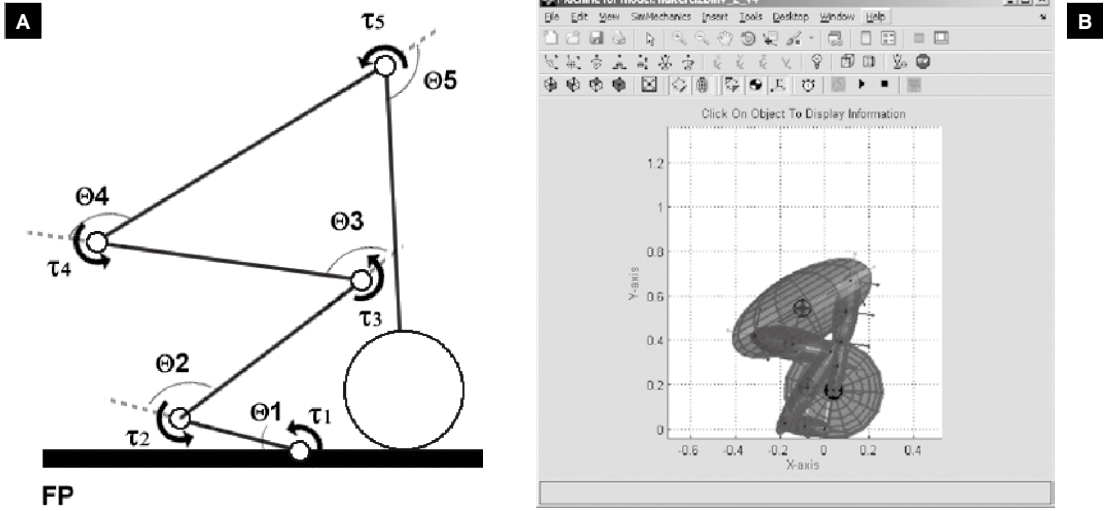 A
τ5
Θ5
Θ4
Θ3
τ4
τ3
Θ2
Θ1
τ1
τ2
FP
B
File Edit View SimMechanics Insert Tools Desktop Window Help
Click On Object To Display Information
1.2
1
0.8
0.6
0.4
0.2
0
Y-axis
-0.6 -0.4 -0.2 0 0.2 0.4
X-axis